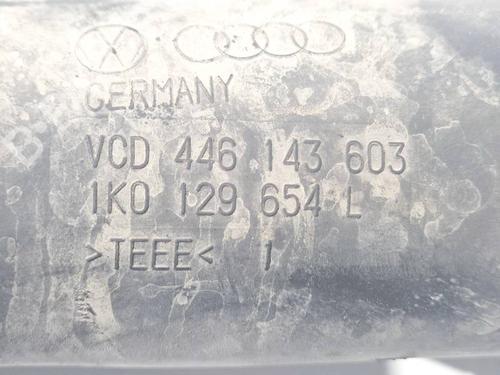 GERMANY
VCD 446 143 603
1K0 129 654 L
>TEEE< 1